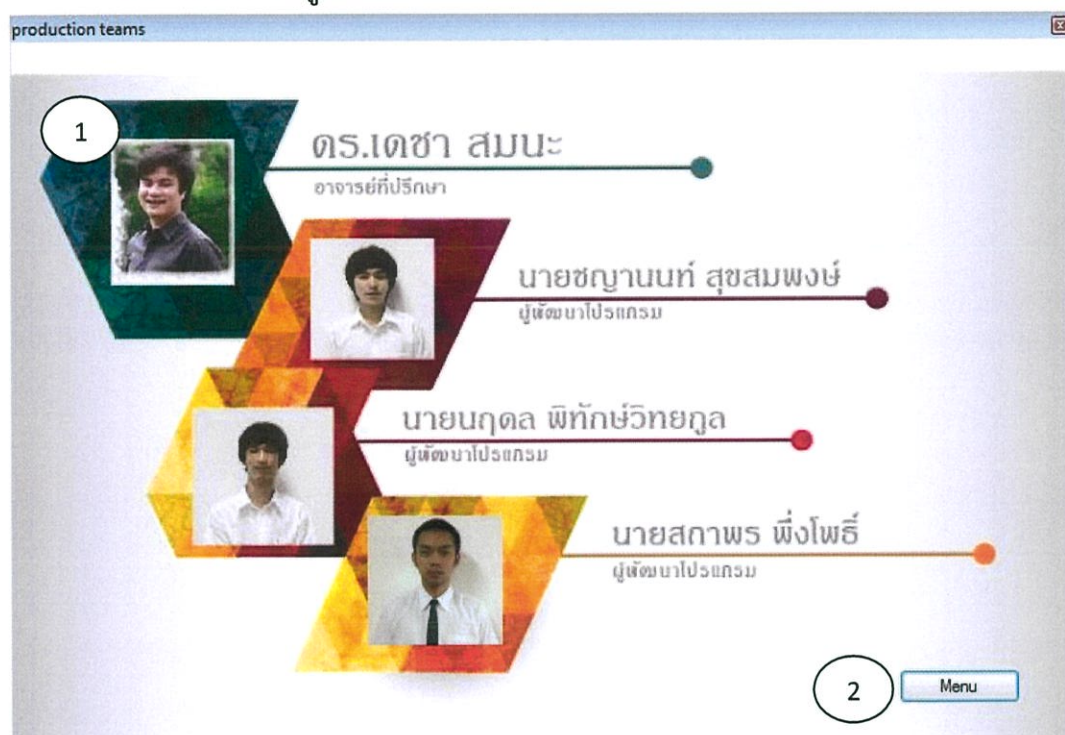 production teams
1
ดร.เดชา สมนะ
อาจารย์ที่ปรึกษา
นายชญานนท์ สุขสมพงษ์
ผู้พัฒนาโปรแกรม
นายนฤดล พิทักษ์วิทยกูล
ผู้พัฒนาโปรแกรม
นายสถาพร พึ่งโพธิ์
ผู้พัฒนาโปรแกรม
2
Menu